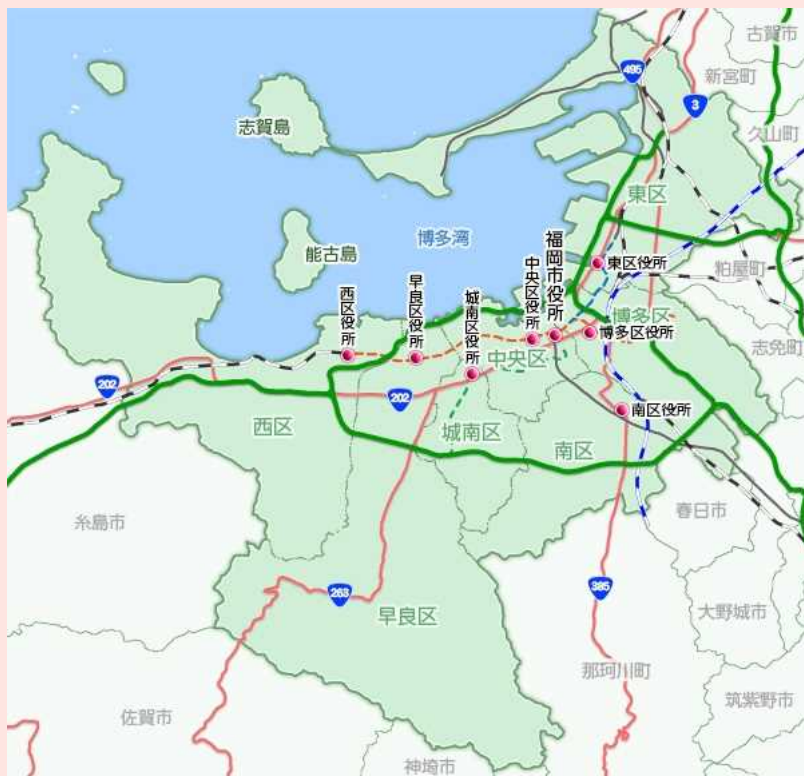 古賀市
新宮町
495
3
久山町
志賀島
東区
能古島
博多湾
福岡市役所
東区役所
粕屋町
中央区役所
西区役所
早良区役所
城南区役所
博多区
博多区役所
志免町
中央区
202
202
南区役所
西区
城南区
南区
春日市
糸島市
263
385
早良区
大野城市
那珂川町
筑紫野市
佐賀市
神埼市